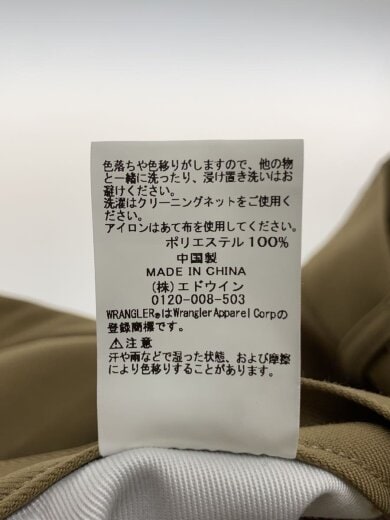 色落ちや色移りがしますので、他の物
と一緒に洗ったり、浸け置き洗いはお
避けください。
洗濯はクリーニングネットをご使用く
ださい。
アイロンはあて布を使用してください。
ポリエステル 100%
中国製
MADE IN CHINA
(株)エドウイン
0120-008-503
WRANGLER®はWrangler Apparel Corpの
登録商標です。
⚠注意
汗や雨などで湿った状態、および摩擦
により色移りすることがあります。